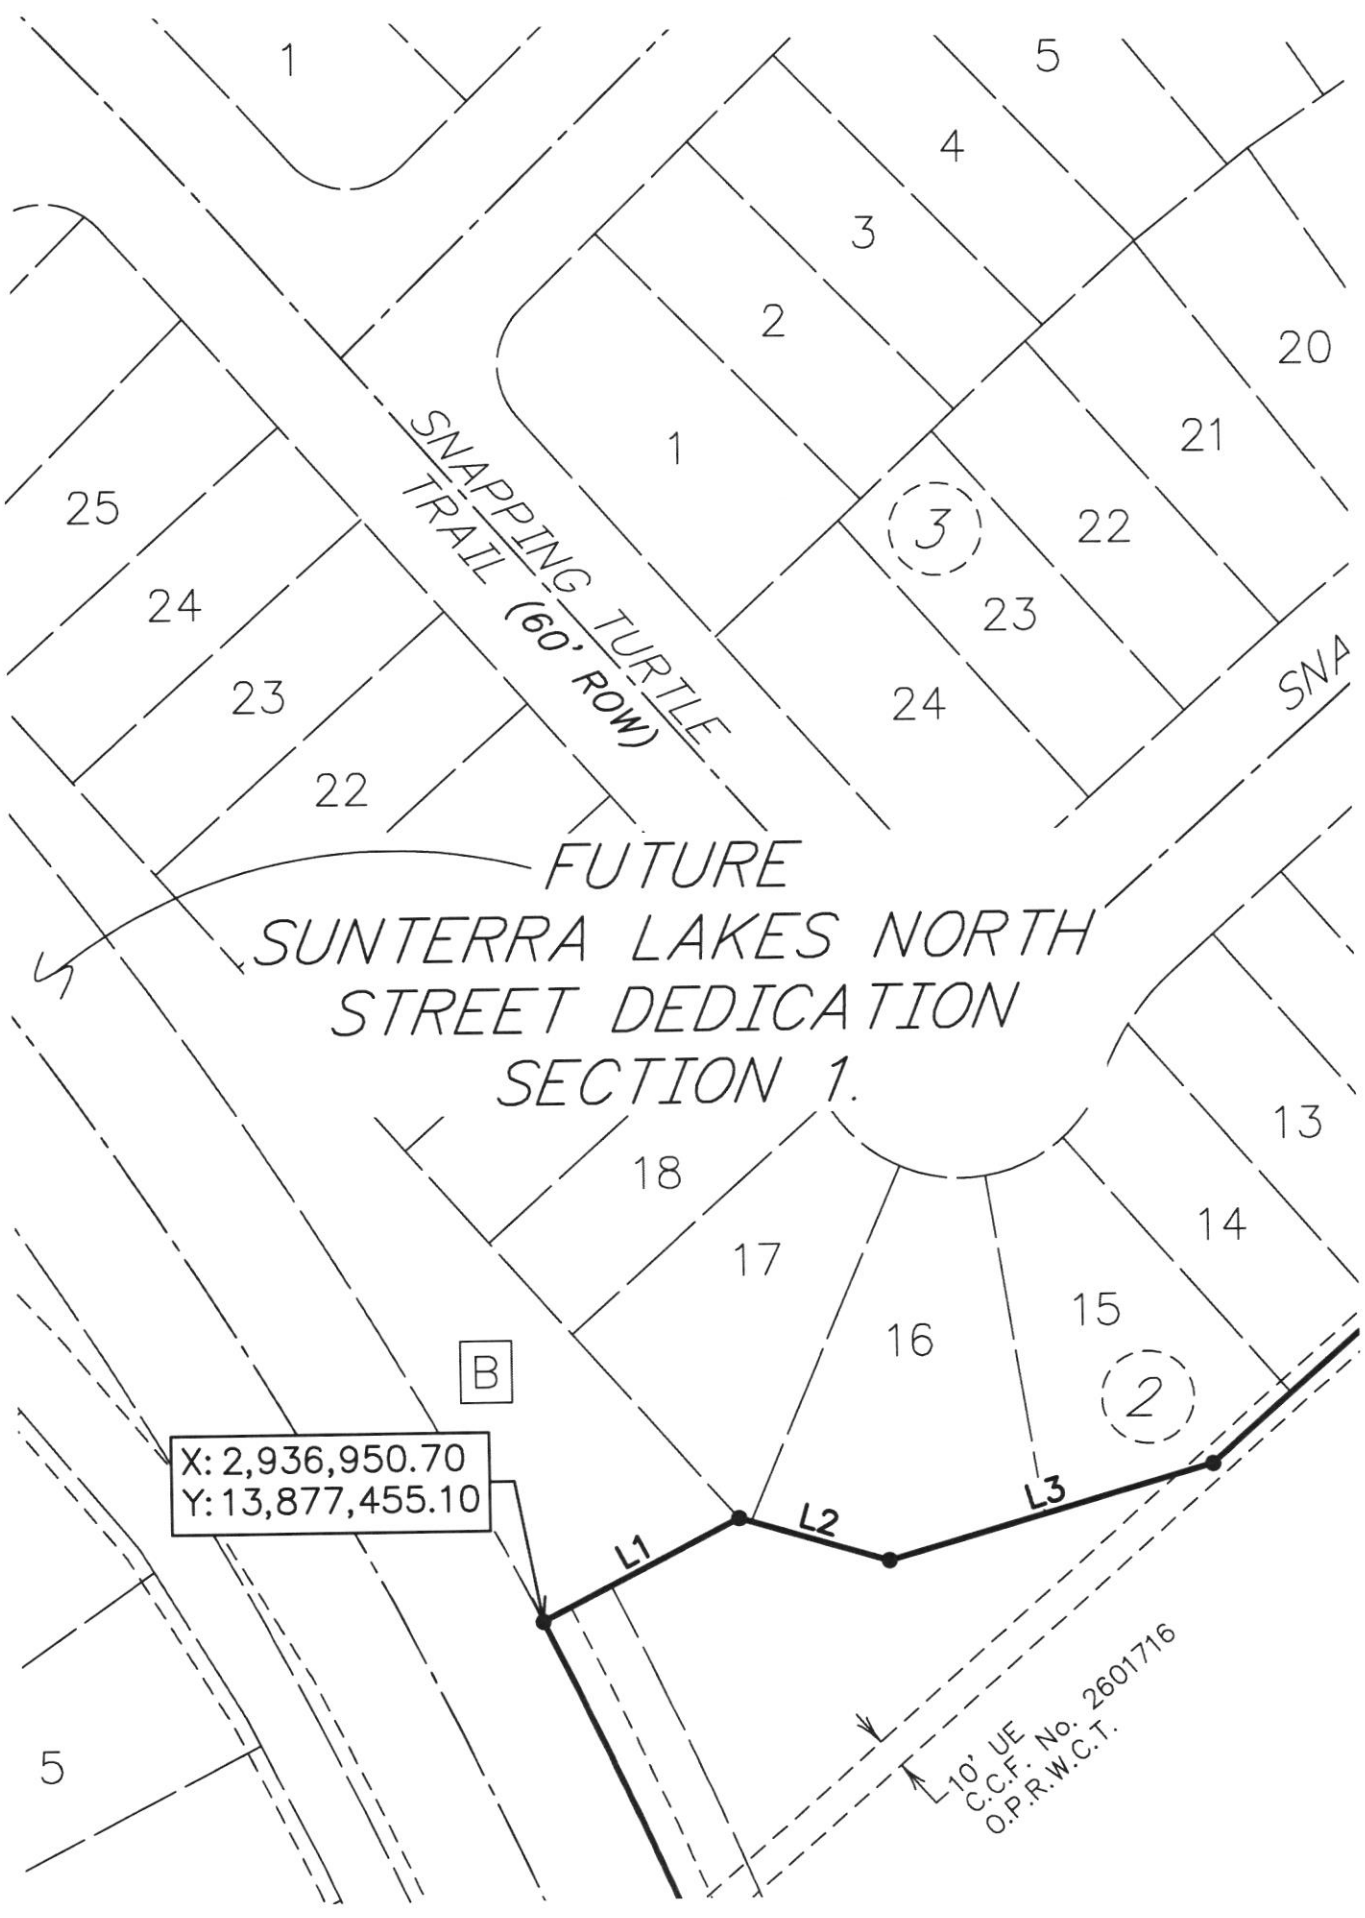 1
5
4
3
2
1
20
21
22
3
23
24
25
24
23
22
SNAPPING TURTLE
TRAIL (60' ROW)
SNA
FUTURE
SUNTERRA LAKES NORTH
STREET DEDICATION
SECTION 1.
18
17
16
15
14
13
2
B
X: 2,936,950.70
Y: 13,877,455.10
L1
L2
L3
10' UE
C.C.F. No. 2601716
O.P.R.W.C.T.
5